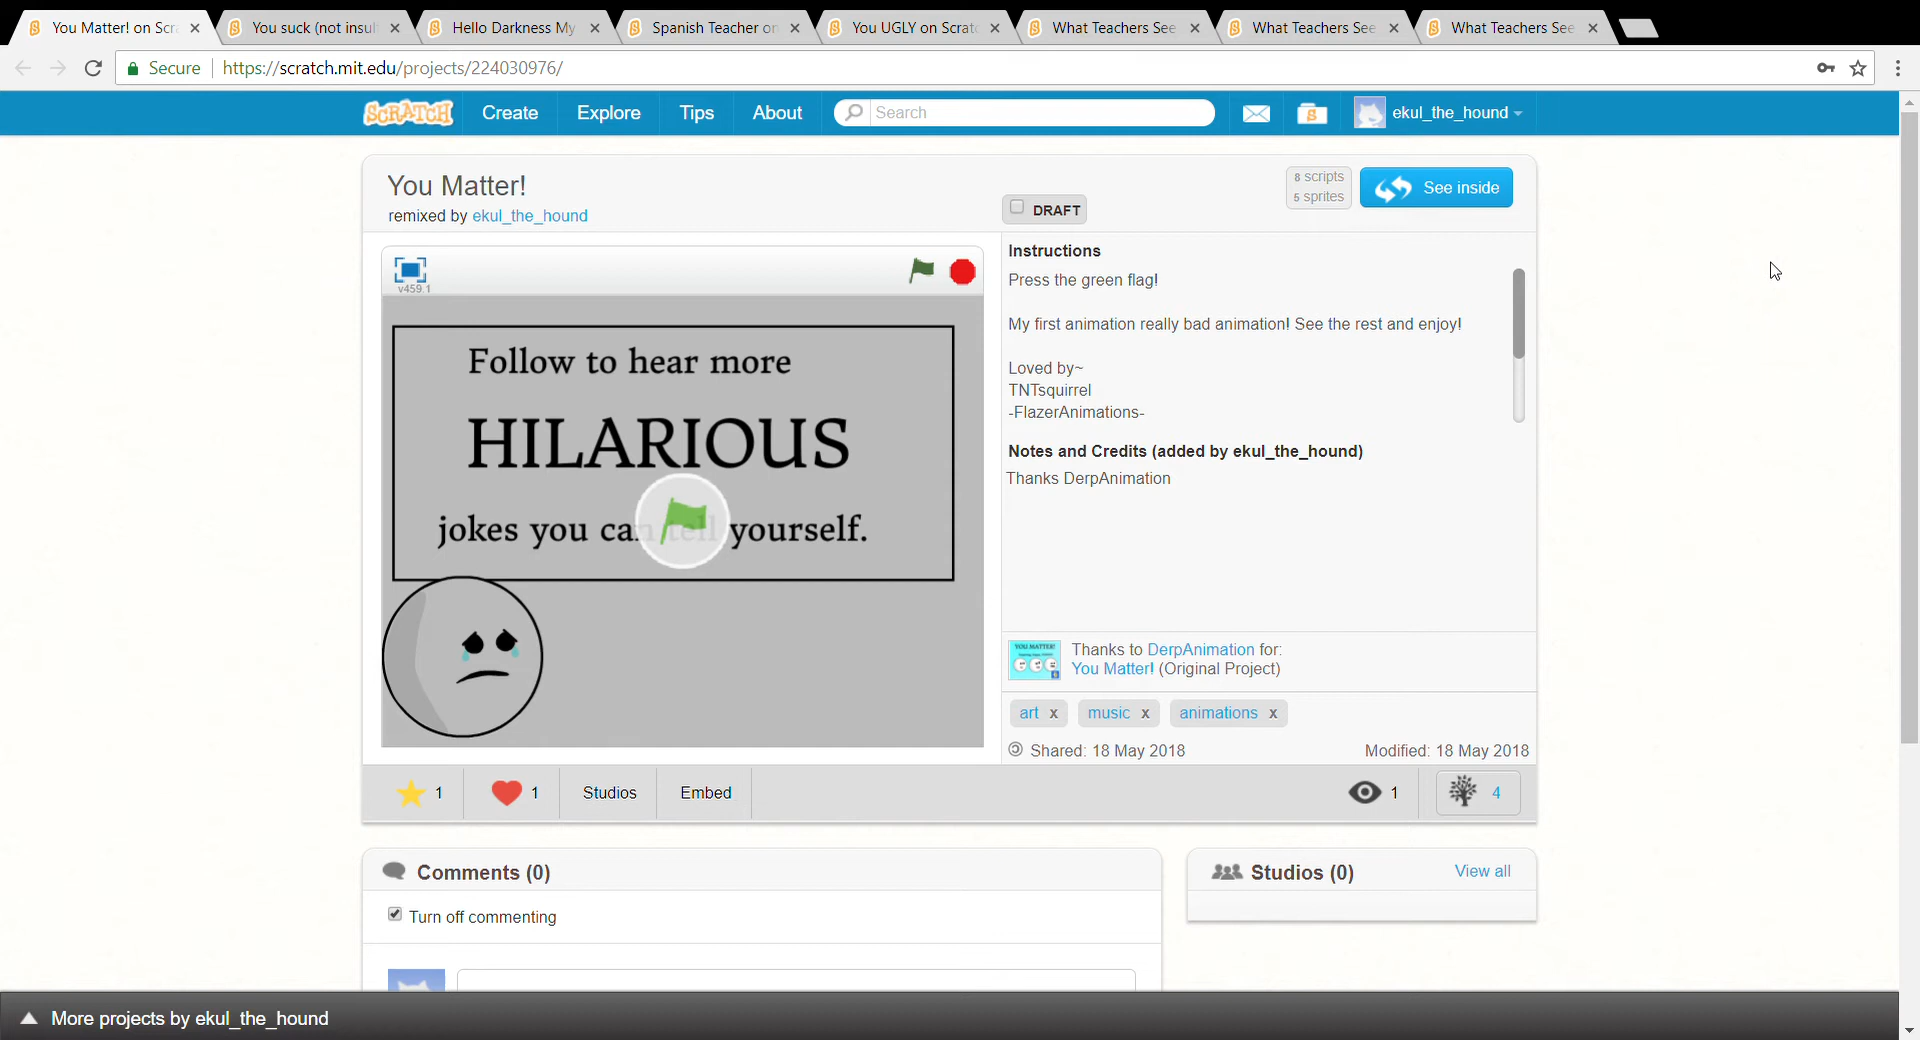 You Matter! on Scr
You suck (not insul
Hello Darkness My
Spanish Teacher on
You UGLY on Scratc
What Teachers See
What Teachers See
What Teachers See
Secure
https://scratch.mit.edu/projects/224030976/
SCRATCH
Create
Explore
Tips
About
Search
ekul_the_hound
You Matter!
remixed by ekul_the_hound
DRAFT
8 scripts
5 sprites
See inside
v459.1
Follow to hear more
HILARIOUS
jokes you can tell yourself.
Instructions
Press the green flag!
My first animation really bad animation! See the rest and enjoy!
Loved by~
TNTsquirrel
-FlazerAnimations-
Notes and Credits (added by ekul_the_hound)
Thanks DerpAnimation
YOU MATTER!
Thanks to DerpAnimation for:
You Matter! (Original Project)
art x
music x
animations x
Shared: 18 May 2018
Modified: 18 May 2018
1
1
Studios
Embed
1
4
Comments (0)
Turn off commenting
Studios (0)
View all
More projects by ekul_the_hound